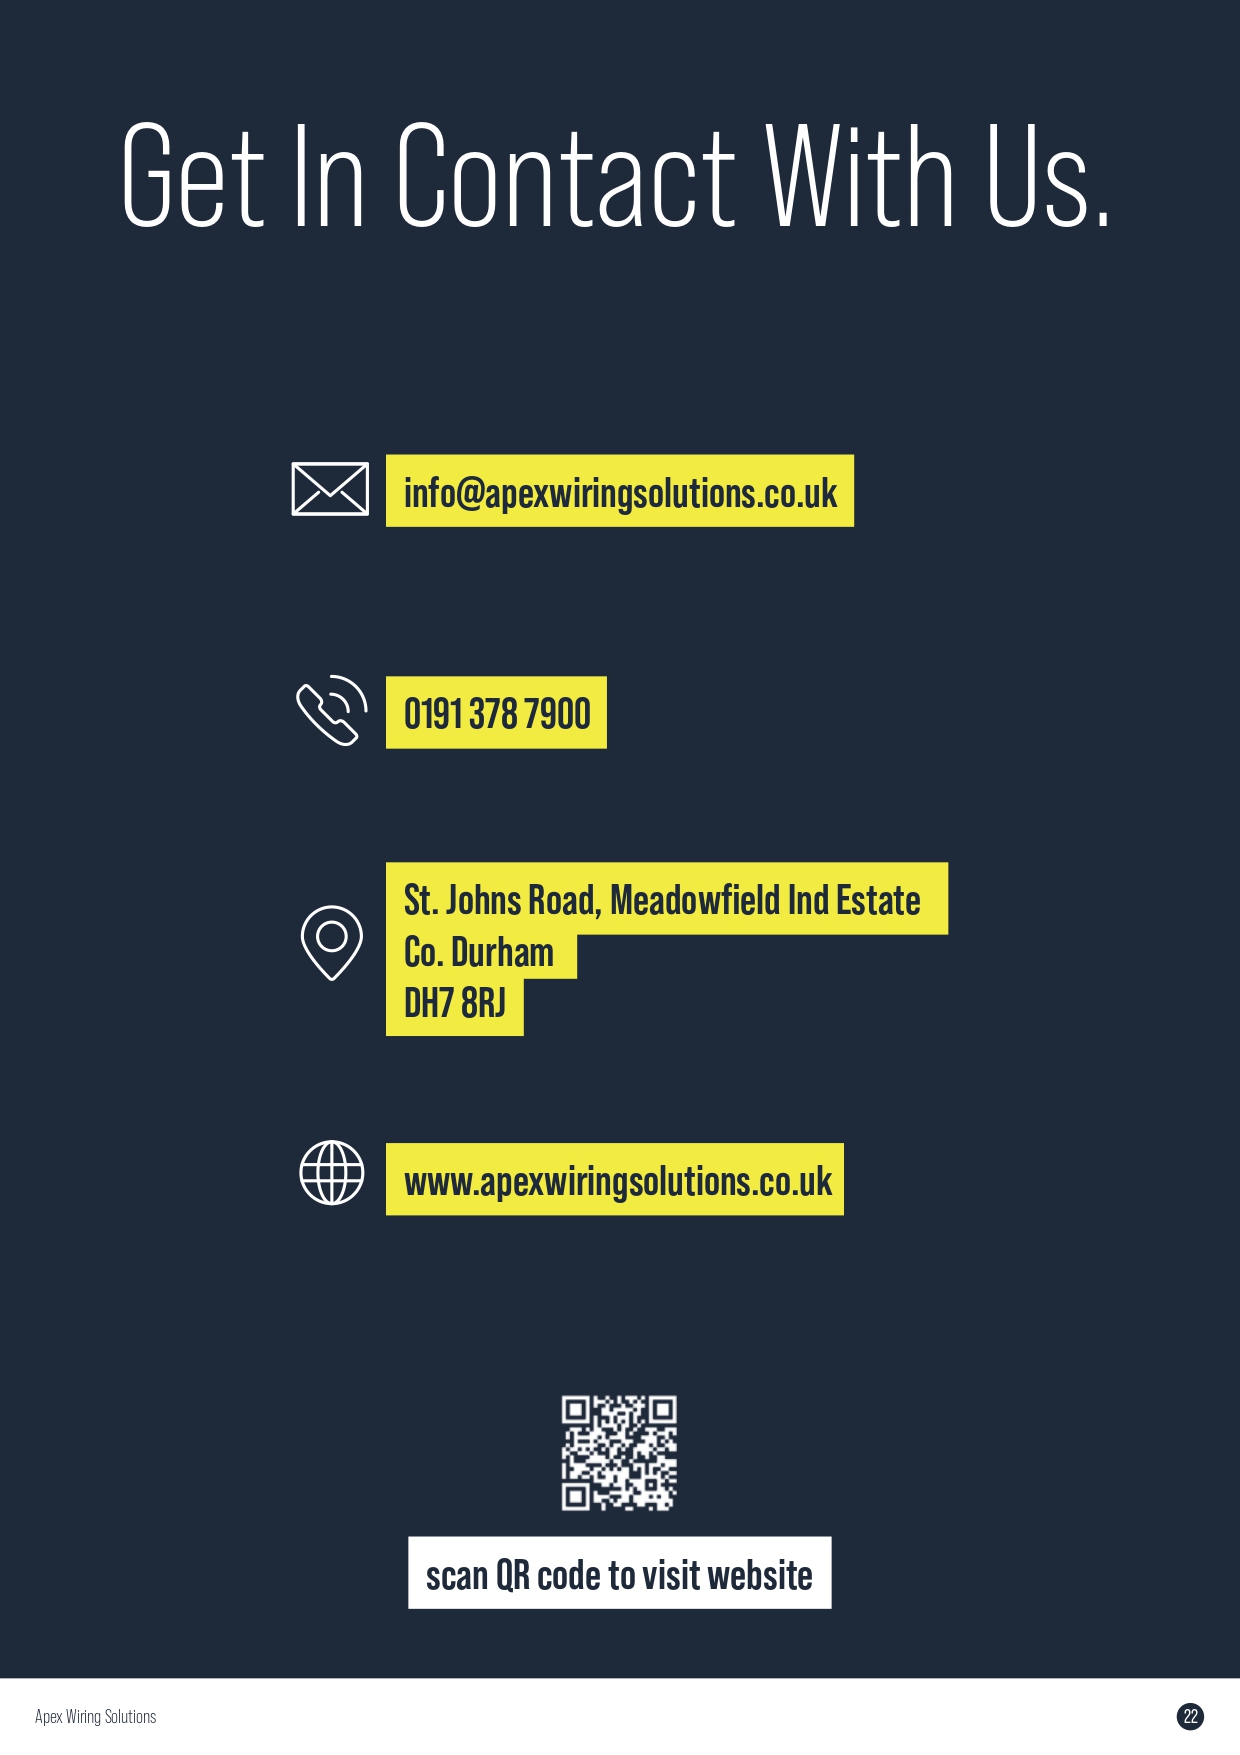 Get In Contact With Us.
info@apexwiringsolutions.co.uk
0191 378 7900
St. Johns Road, Meadowfield Ind Estate
Co. Durham
DH7 8RJ
www.apexwiringsolutions.co.uk
scan QR code to visit website
Apex Wiring Solutions
22